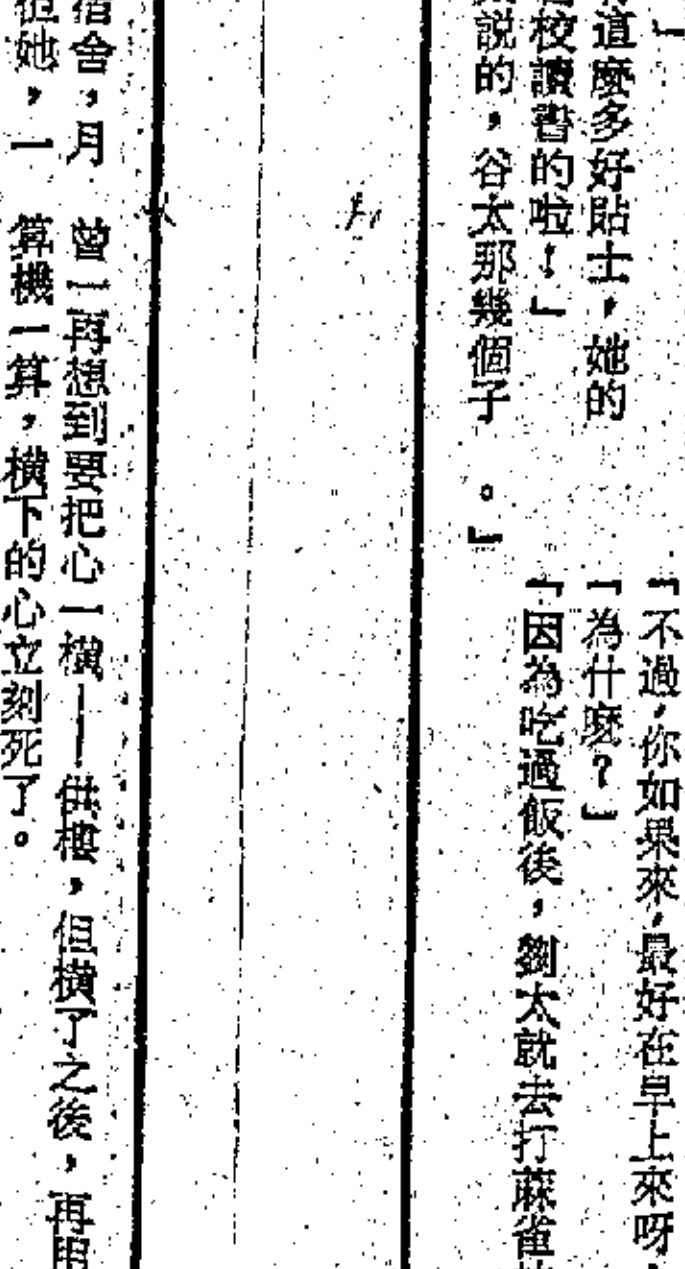 」
這麼多好貼士，她的
校讀書的啦！」
說的，谷太那幾個子
。」
「不過，你如果來，最好在早上來呀，
「為什麼？」
「因為吃過飯後，劉太就去打蔴雀
宿舍，月
但她，一
曾一再想到要把心一橫——供樓，但橫了之後，再用
算機一算，橫下的心立刻死了。